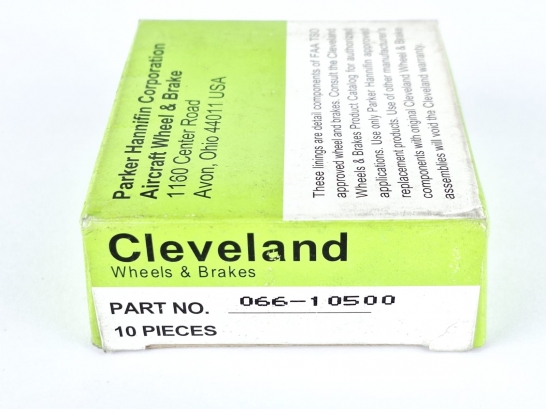 Parker Hannifin Corporation
Aircraft Wheel & Brake
1160 Center Road
Avon, Ohio 44011 USA
These linings are detail components of FAA TSO
approved wheel and brakes. Consult the Cleveland
Wheels & Brakes Product Catalog for authorized
applications. Use only Parker Hannifin approved
replacement products. Use of other manufacturer's
components with original Cleveland Wheel & Brake
assemblies will void the Cleveland warranty.
Cleveland
Wheels & Brakes
PART NO. 066-10500
10 PIECES